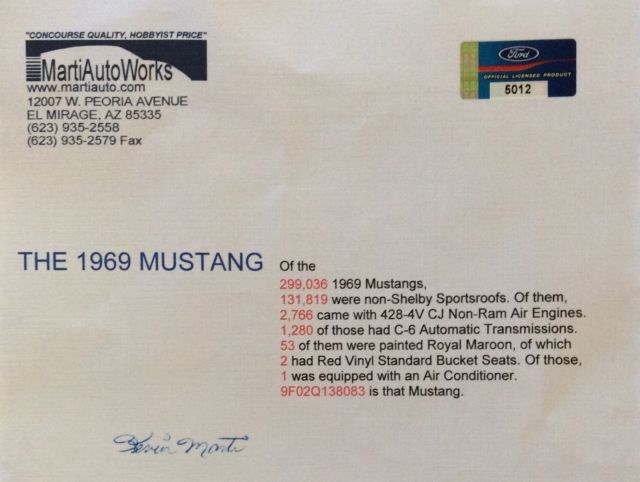 "CONCOURSE QUALITY, HOBBYIST PRICE"
MartiAutoWorks
www.martiauto.com
12007 W. PEORIA AVENUE
EL MIRAGE, AZ 85335
(623) 935-2558
(623) 935-2579 Fax
Ford
OFFICIAL LICENSED PRODUCT
5012
THE 1969 MUSTANG Of the
299,036 1969 Mustangs,
131,819 were non-Shelby Sportsroofs. Of them,
2,766 came with 428-4V CJ Non-Ram Air Engines.
1,280 of those had C-6 Automatic Transmissions.
53 of them were painted Royal Maroon, of which
2 had Red Vinyl Standard Bucket Seats. Of those,
1 was equipped with an Air Conditioner.
9F02Q138083 is that Mustang.
Kevin Marti